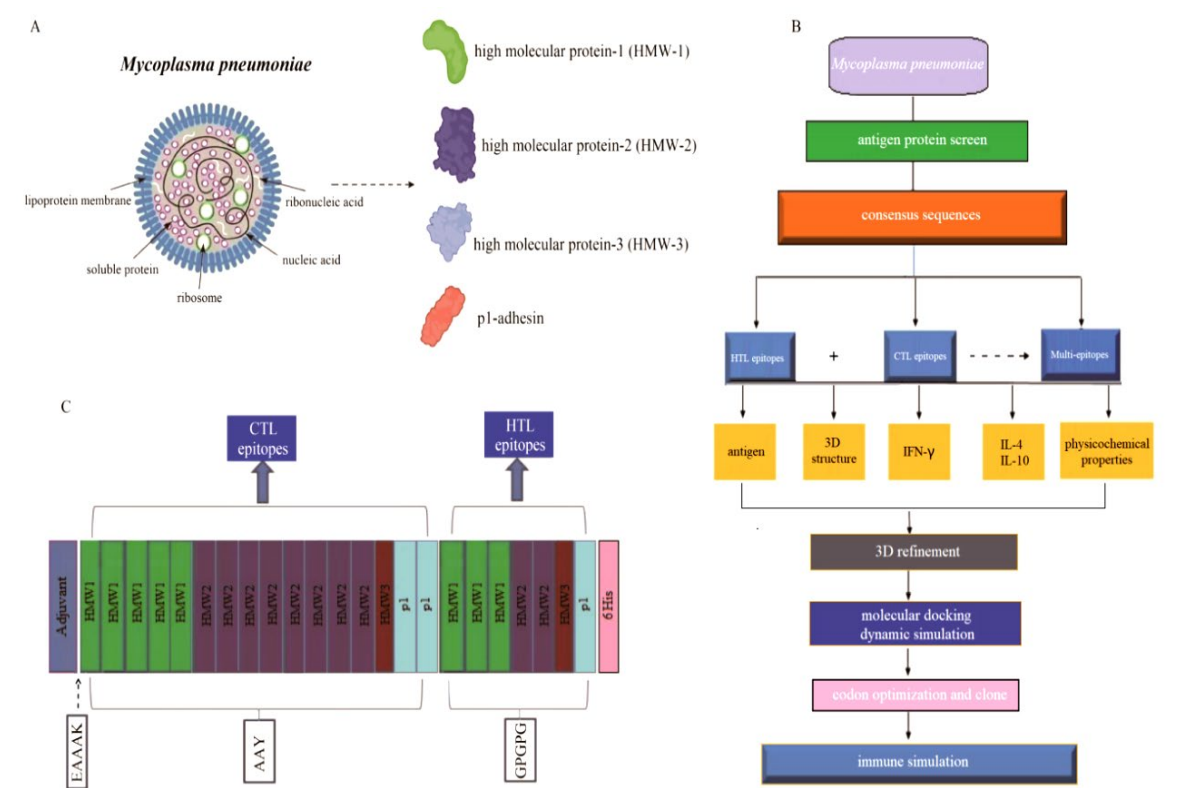 A
Mycoplasma pneumoniae
lipoprotein membrane
soluble protein
ribosome
nucleic acid
ribonucleic acid
high molecular protein-1 (HMW-1)
high molecular protein-2 (HMW-2)
high molecular protein-3 (HMW-3)
p1-adhesin
B
Mycoplasma pneumoniae
antigen protein screen
consensus sequences
HTL epitopes
+
CTL epitopes
Multi-epitopes
antigen
3D
structure
IFN-γ
IL-4
IL-10
physicochemical
properties
3D refinement
molecular docking
dynamic simulation
codon optimization and clone
immune simulation
C
CTL
epitopes
HTL
epitopes
Adjuvant
HMW1
HMW1
HMW1
HMW1
HMW1
HMW2
HMW2
HMW2
HMW2
HMW2
HMW2
HMW2
HMW2
HMW3
p1
p1
HMW1
HMW1
HMW1
HMW2
HMW2
HMW3
p1
6 His
EAAAK
AAY
GPGPG